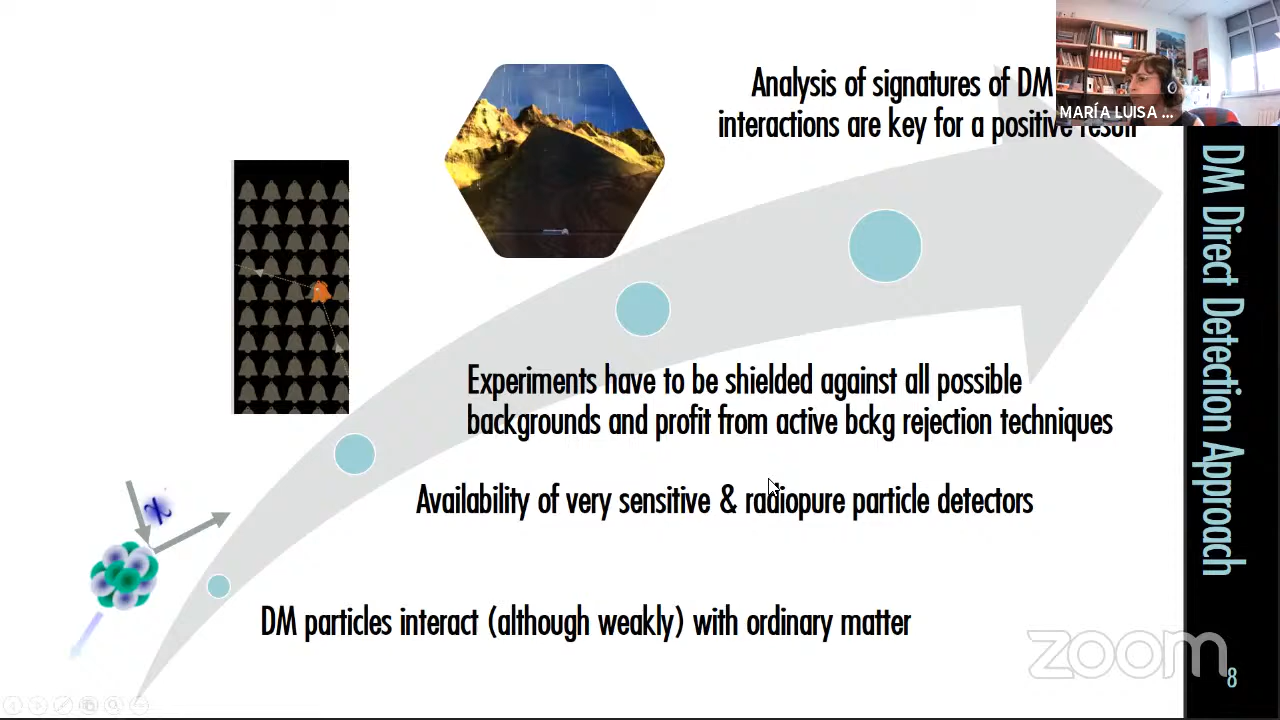 Analysis of signatures of DM
interactions are key for a positive result
MARÍA LUISA ...
DM Direct Detection Approach
Experiments have to be shielded against all possible
backgrounds and profit from active bckg rejection techniques
Availability of very sensitive & radiopure particle detectors
χ
DM particles interact (although weakly) with ordinary matter
zoom
8